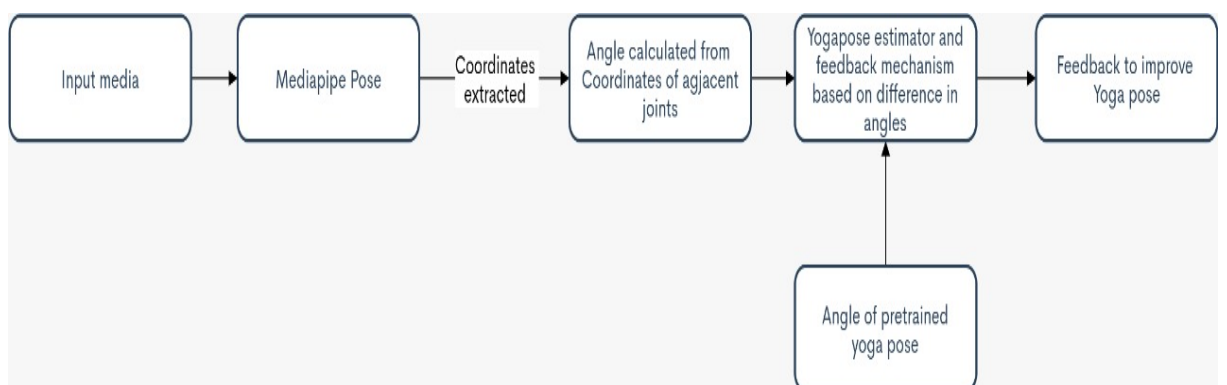 Input media
Mediapipe Pose
Coordinates
extracted
Angle calculated from
Coordinates of agjacent
joints
Yogapose estimator and
feedback mechanism
based on difference in
angles
Feedback to improve
Yoga pose
Angle of pretrained
yoga pose